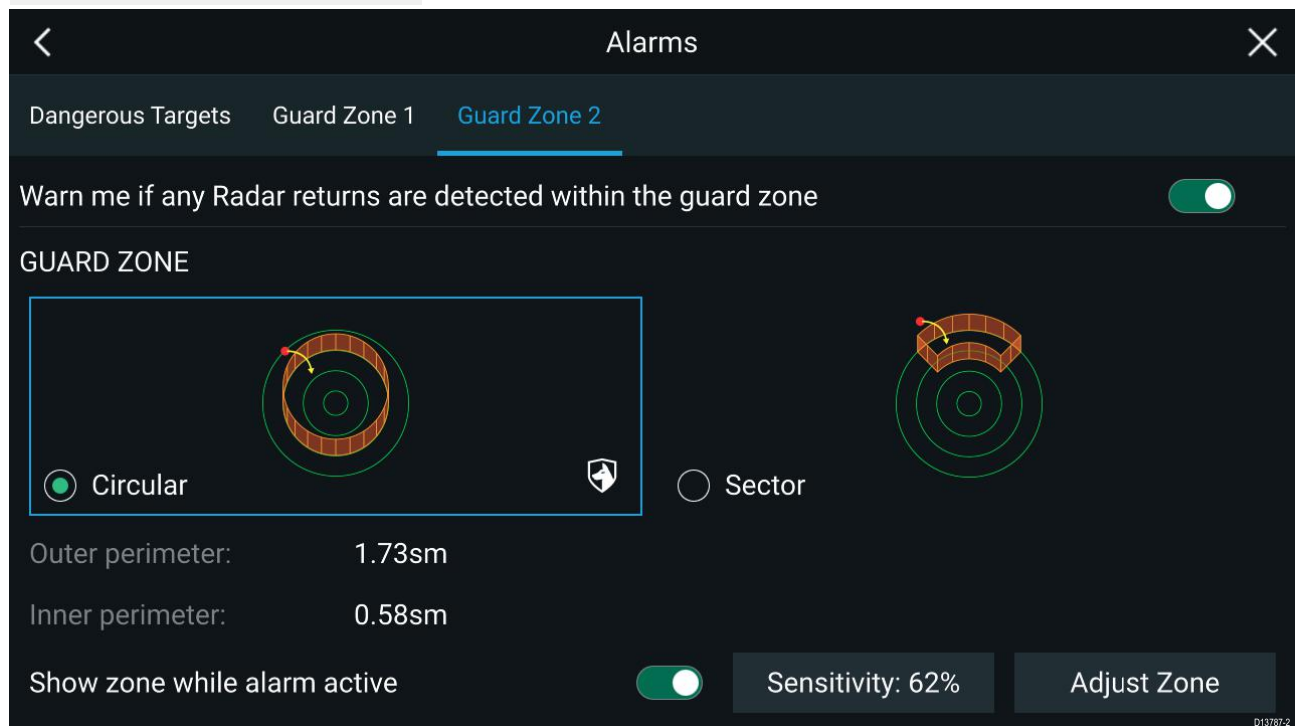 Alarms
Dangerous Targets Guard Zone 1 Guard Zone 2
Warn me if any Radar returns are detected within the guard zone
GUARD ZONE
Circular Sector
Outer perimeter: 1.73sm
Inner perimeter: 0.58sm
Show zone while alarm active Sensitivity: 62% Adjust Zone
D13787-2